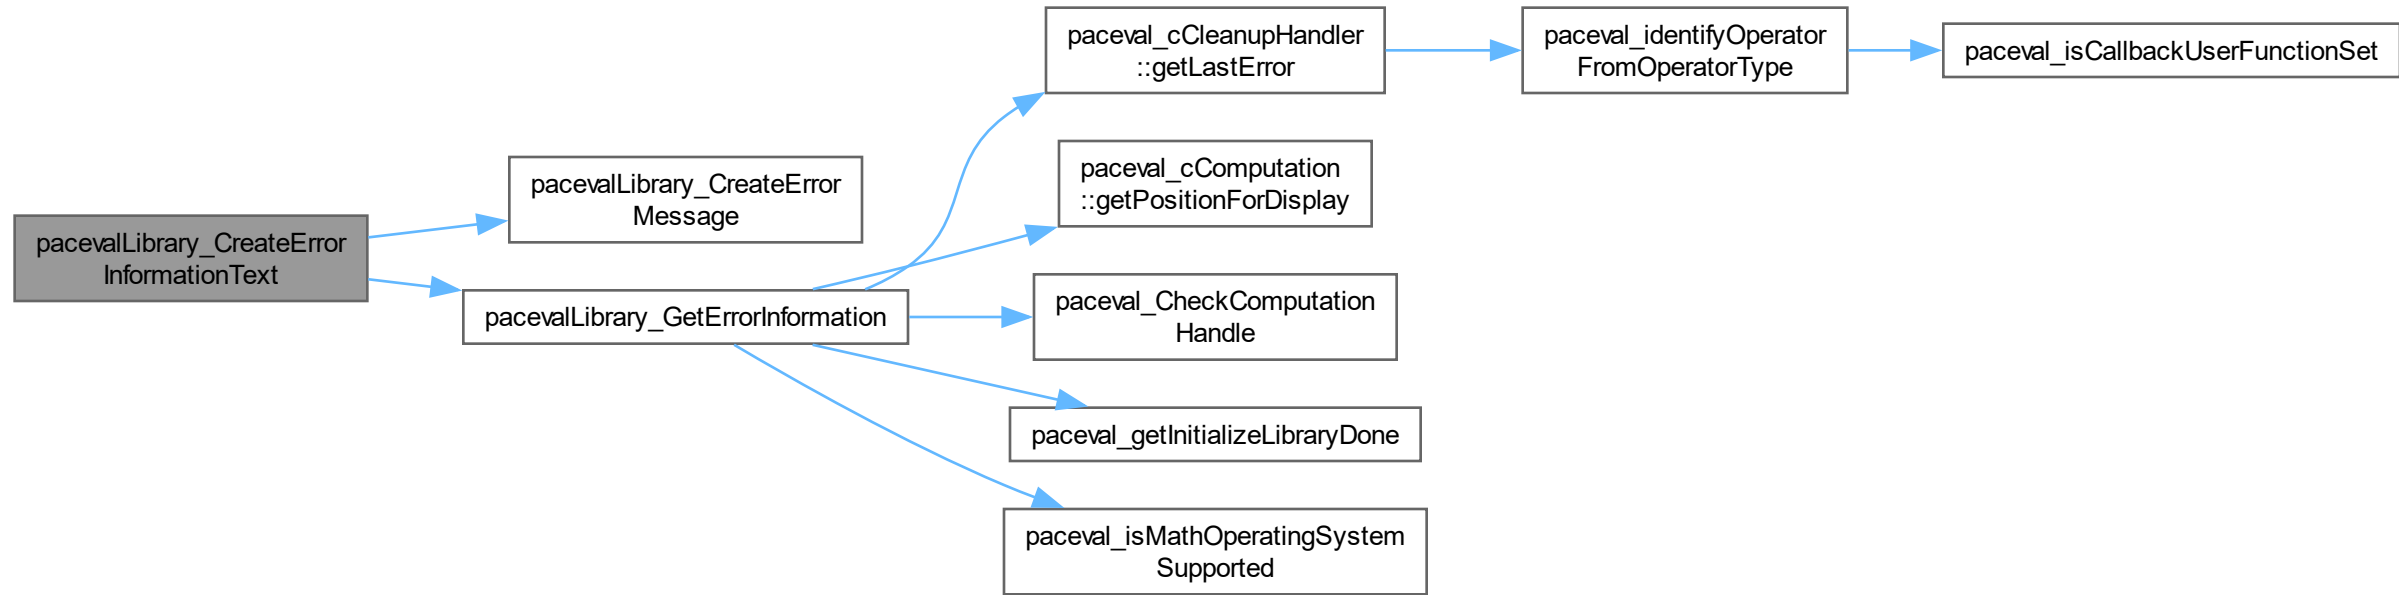 pacevalLibrary_CreateError
InformationText
pacevalLibrary_CreateError
Message
pacevalLibrary_GetErrorInformation
paceval_cCleanupHandler
::getLastError
paceval_identifyOperator
FromOperatorType
paceval_isCallbackUserFunctionSet
paceval_cComputation
::getPositionForDisplay
paceval_CheckComputation
Handle
paceval_getInitializeLibraryDone
paceval_isMathOperatingSystem
Supported